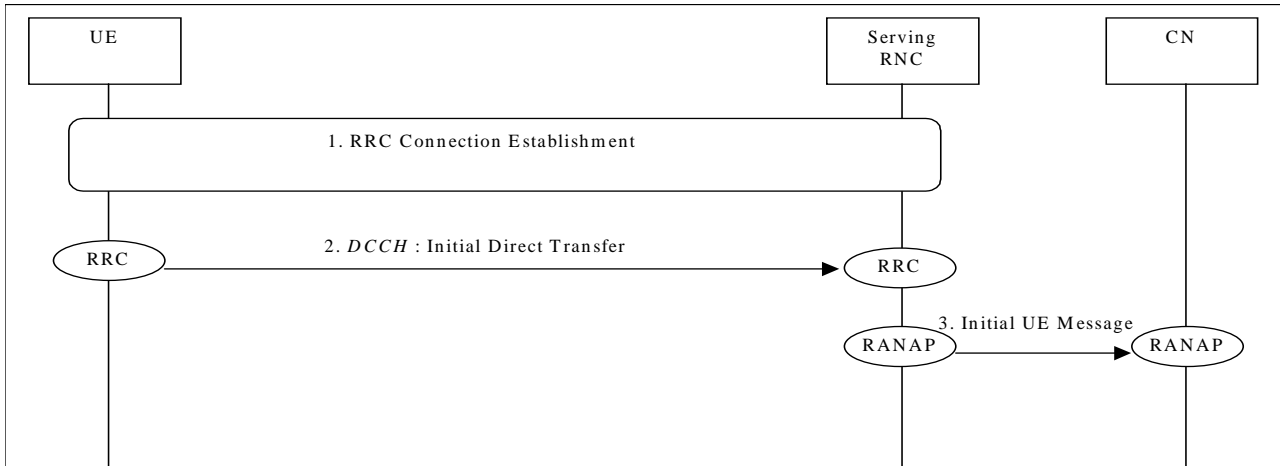 UE
Serving
RNC
CN
1. RRC Connection Establishment
2. DCCH : Initial Direct Transfer
RRC
RRC
3. Initial UE Message
RANAP
RANAP